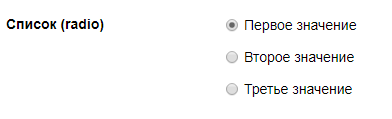 Список (radio)
Первое значение
Второе значение
Третье значение